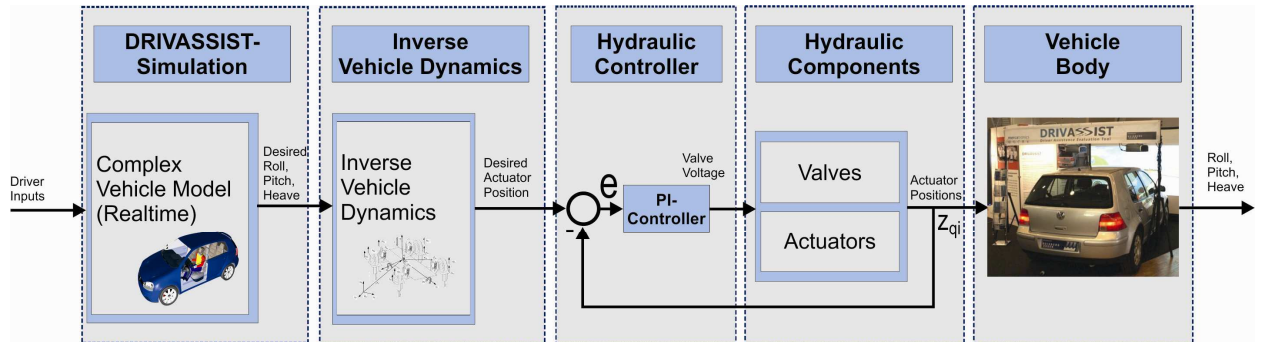 DRIVASSIST-
Simulation
Inverse
Vehicle Dynamics
Hydraulic
Controller
Hydraulic
Components
Vehicle
Body
Driver
Inputs
Complex
Vehicle Model
(Realtime)
Desired
Roll,
Pitch,
Heave
Inverse
Vehicle
Dynamics
Desired
Actuator
Position
-
e
PI-
Controller
Valve
Voltage
Valves
Actuators
Actuator
Positions
zqi
DRIVASSIST
Roll,
Pitch,
Heave